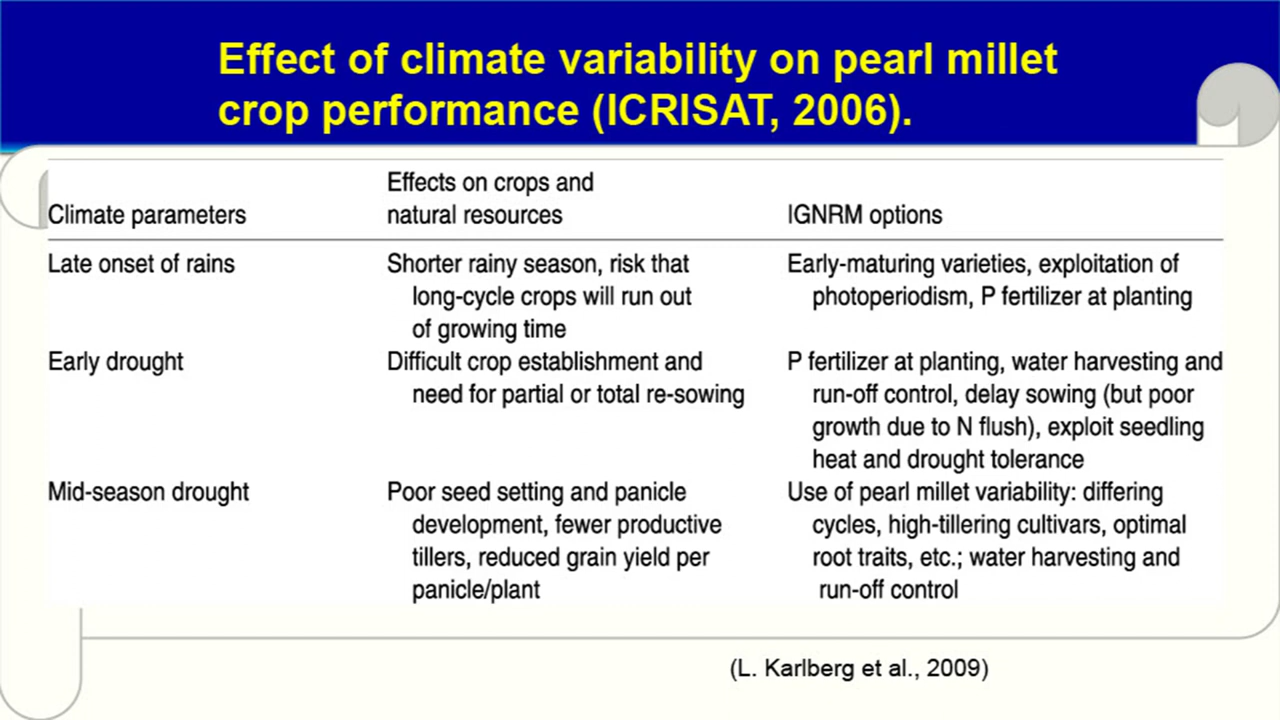 Effect of climate variability on pearl millet
crop performance (ICRISAT, 2006).
Climate parameters
Effects on crops and
natural resources
IGNRM options
Late onset of rains
Shorter rainy season, risk that
long-cycle crops will run out
of growing time
Early-maturing varieties, exploitation of
photoperiodism, P fertilizer at planting
Early drought
Difficult crop establishment and
need for partial or total re-sowing
P fertilizer at planting, water harvesting and
run-off control, delay sowing (but poor
growth due to N flush), exploit seedling
heat and drought tolerance
Mid-season drought
Poor seed setting and panicle
development, fewer productive
tillers, reduced grain yield per
panicle/plant
Use of pearl millet variability: differing
cycles, high-tillering cultivars, optimal
root traits, etc.; water harvesting and
run-off control
(L. Karlberg et al., 2009)